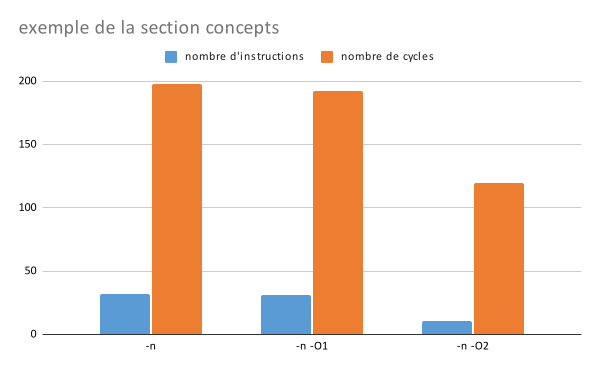 exemple de la section concepts
nombre d'instructions nombre de cycles
200
150
100
50
0
-n -n -O1 -n -O2